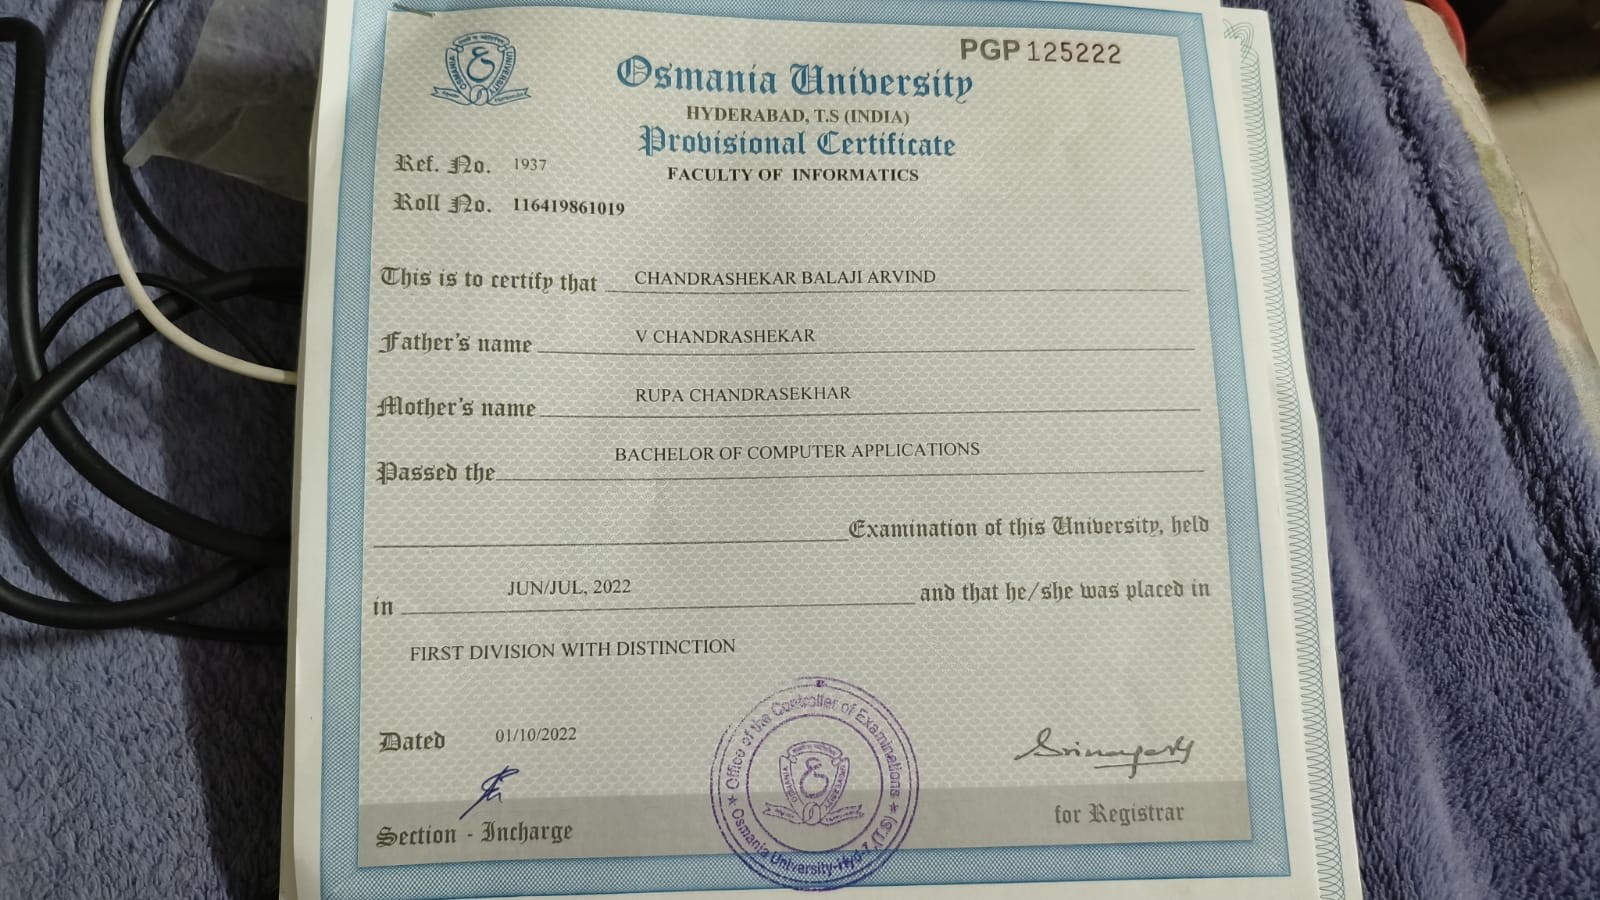 PGP 125222
Osmania University
HYDERABAD, T.S (INDIA)
Provisional Certificate
FACULTY OF INFORMATICS
Ref. No. 1937
Roll No. 116419861019
This is to certify that CHANDRASHEKAR BALAJI ARVIND
Father's name V CHANDRASHEKAR
Mother's name RUPA CHANDRASEKHAR
Passed the BACHELOR OF COMPUTER APPLICATIONS
Examination of this University, held
in JUN/JUL, 2022 and that he/she was placed in
FIRST DIVISION WITH DISTINCTION
Dated 01/10/2022
Section - Incharge
for Registrar
Office of the Controller of Examinations
Osmania University-Hyd-7
OSMANIA UNIVERSITY